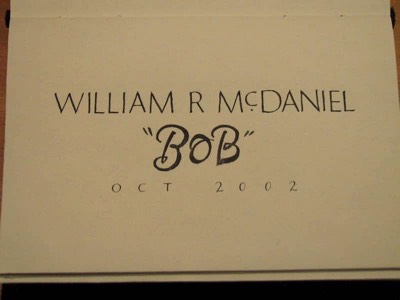 WILLIAM R McDANIEL
"BOB"
OCT 2002